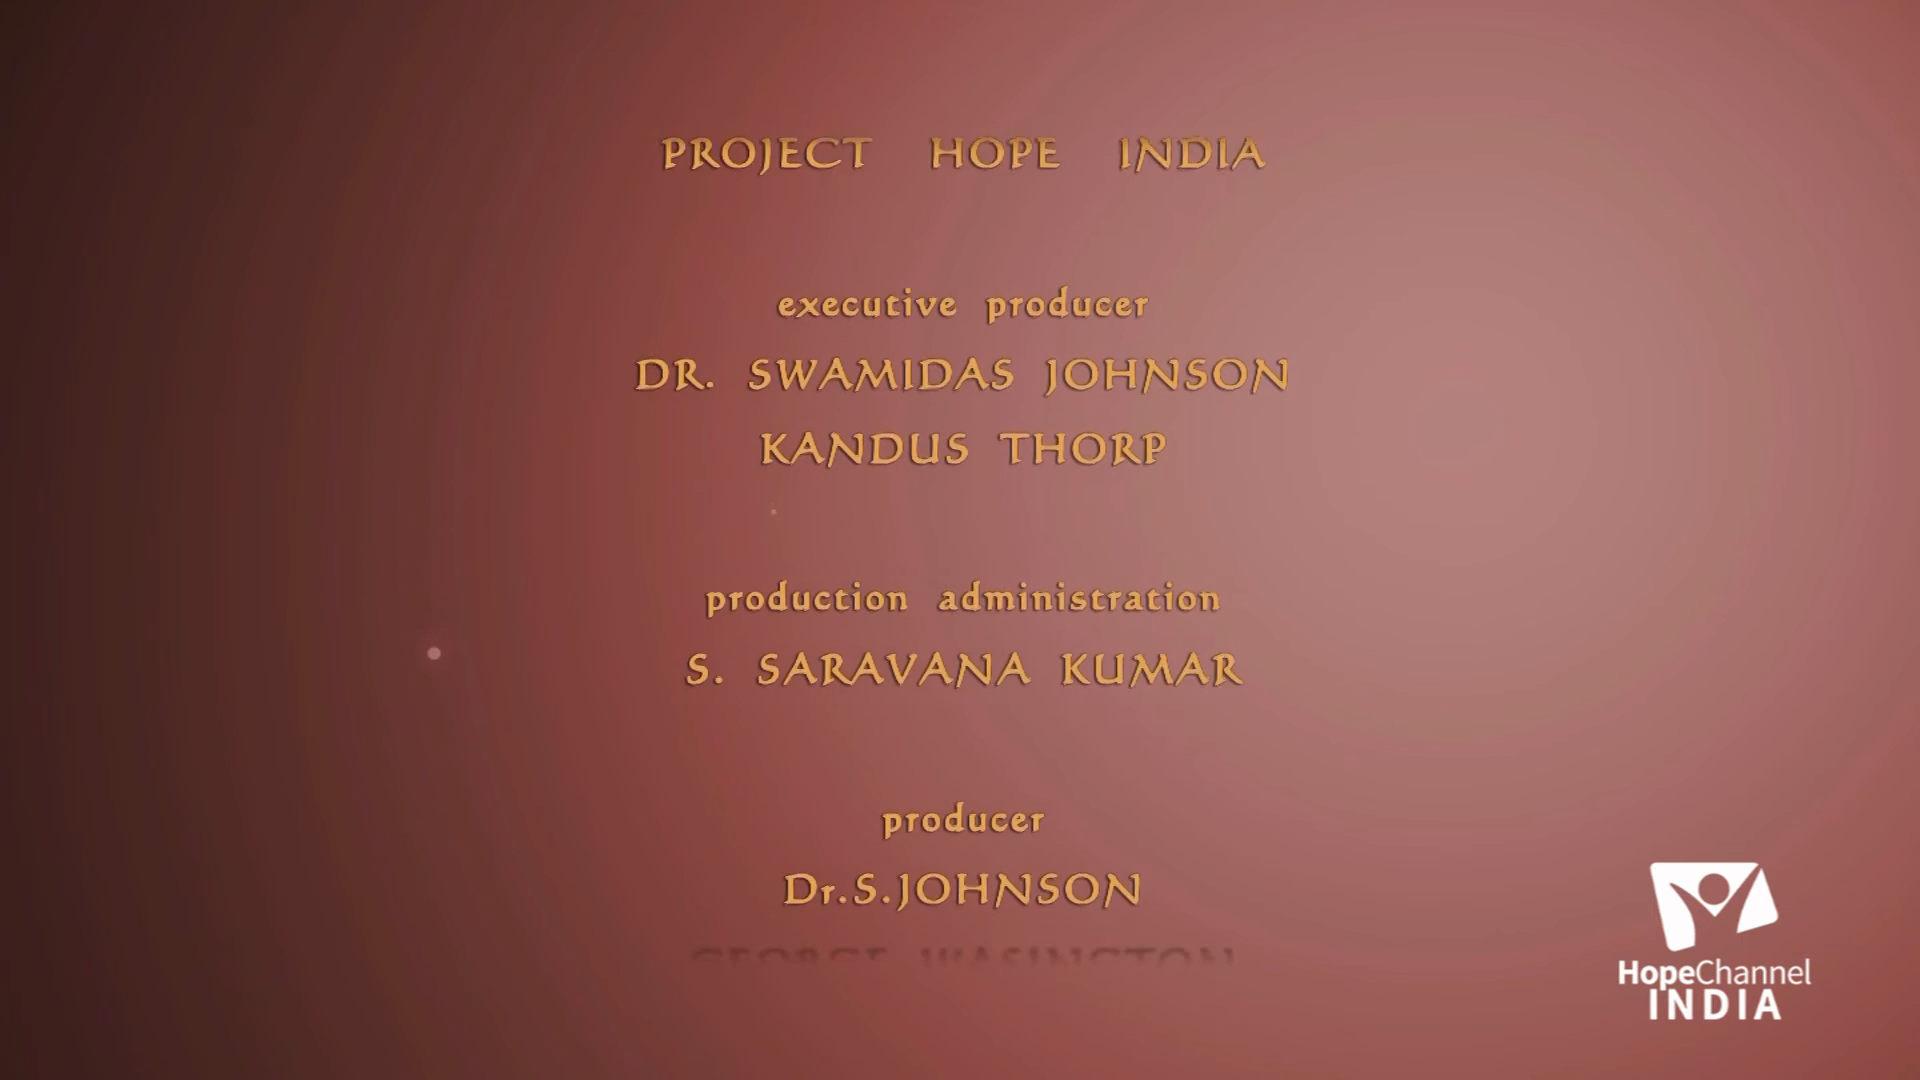 PROJECT HOPE INDIA
executive producer
DR. SWAMIDAS JOHNSON
KANDUS THORP
production administration
S. SARAVANA KUMAR
producer
Dr.S.JOHNSON
HopeChannel
INDIA